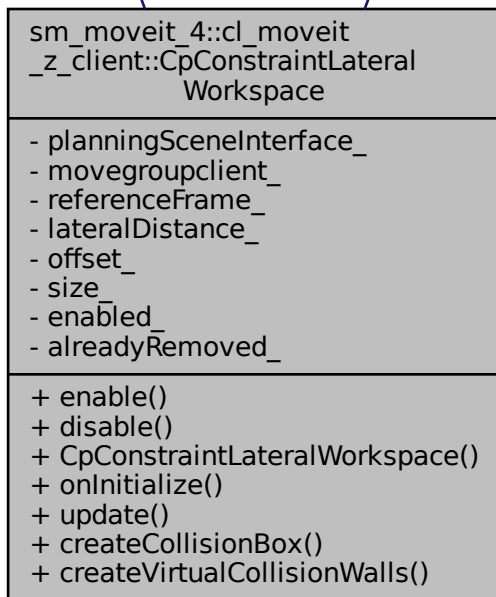 sm_moveit_4::cl_moveit
_z_client::CpConstraintLateral
Workspace
- planningSceneInterface_
- movegroupclient_
- referenceFrame_
- lateralDistance_
- offset_
- size_
- enabled_
- alreadyRemoved_
+ enable()
+ disable()
+ CpConstraintLateralWorkspace()
+ onInitialize()
+ update()
+ createCollisionBox()
+ createVirtualCollisionWalls()